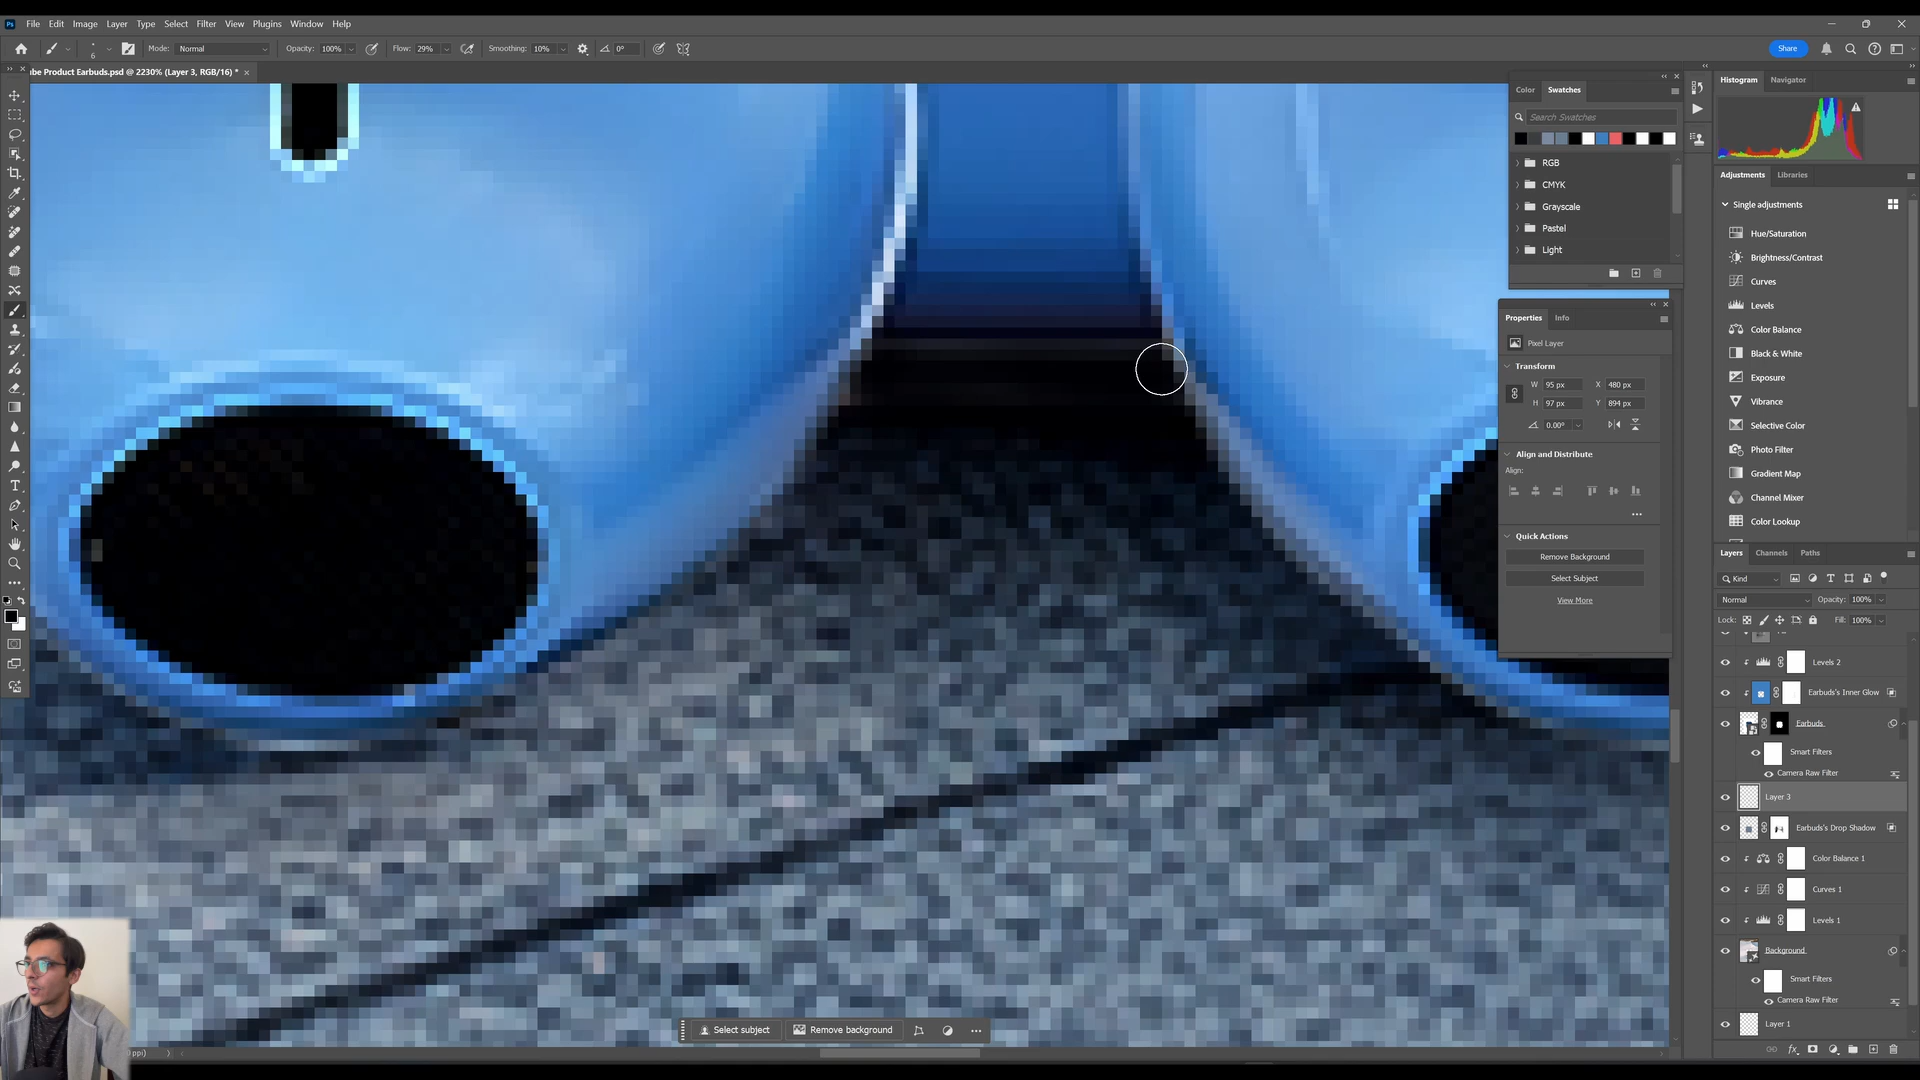 File Edit Image Layer Type Select Filter View Plugins Window Help
6 Mode: Normal Opacity: 100% Flow: 29% Smoothing: 10% 0° Share
be Product Earbuds.psd @ 2230% (Layer 3, RGB/16) *
Color Swatches
Search Swatches
RGB
CMYK
Grayscale
Pastel
Light
Properties Info
Pixel Layer
Transform
W 95 px X 480 px
H 97 px Y 894 px
0.00°
Align and Distribute
Align:
Quick Actions
Remove Background
Select Subject
View More
Histogram Navigator
Adjustments Libraries
Single adjustments
Hue/Saturation
Brightness/Contrast
Curves
Levels
Color Balance
Black & White
Exposure
Vibrance
Selective Color
Photo Filter
Gradient Map
Channel Mixer
Color Lookup
Layers Channels Paths
Kind
Normal Opacity: 100%
Lock: Fill: 100%
Levels 2
Earbuds's Inner Glow
Earbuds
Smart Filters
Camera Raw Filter
Layer 3
Earbuds's Drop Shadow
Color Balance 1
Curves 1
Levels 1
Background
Smart Filters
Camera Raw Filter
Layer 1
Select subject Remove background
ppi)